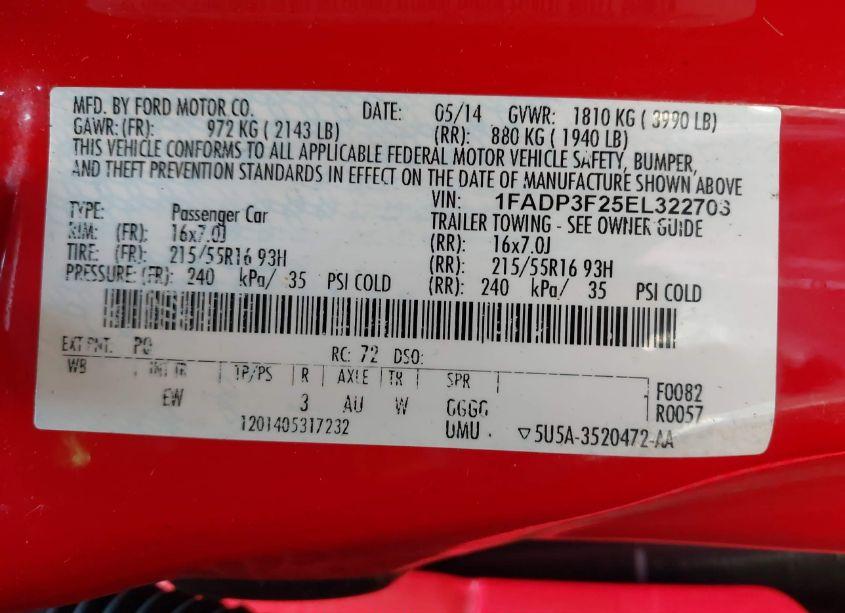 MFD. BY FORD MOTOR CO. DATE: 05/14 GVWR: 1810 KG ( 3990 LB)
GAWR: (FR): 972 KG ( 2143 LB) (RR): 880 KG ( 1940 LB)
THIS VEHICLE CONFORMS TO ALL APPLICABLE FEDERAL MOTOR VEHICLE SAFETY, BUMPER,
AND THEFT PREVENTION STANDARDS IN EFFECT ON THE DATE OF MANUFACTURE SHOWN ABOVE
VIN: 1FADP3F25EL322703
TYPE: Passenger Car TRAILER TOWING - SEE OWNER GUIDE
RIM: (FR): 16x7.0J (RR): 16x7.0J
TIRE: (FR): 215/55R16 93H (RR): 215/55R16 93H
PRESSURE: (FR): 240 kPa/ 35 PSI COLD (RR): 240 kPa/ 35 PSI COLD
EXT PNT: PQ RC: 72 DSO:
WB INT TR TP/PS R AXLE TR SPR F0082
EW 3 AU W GGGG R0057
1201405317232 UMU ▽5U5A-3520472-AA